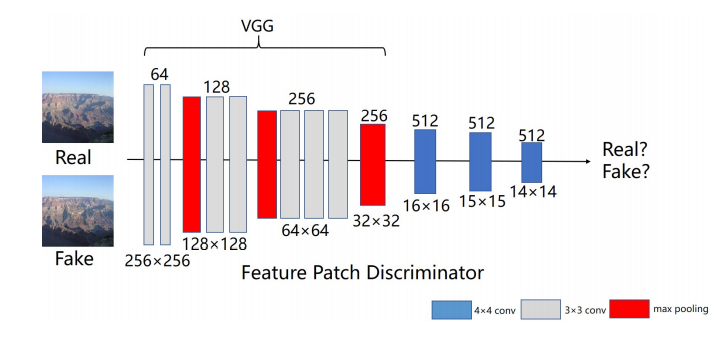 VGG
64
128
256
256
512
512
512
Real
Real?
Fake?
16×16
15×15
14×14
32×32
64×64
128×128
Fake
256×256
Feature Patch Discriminator
4×4 conv
3×3 conv
max pooling